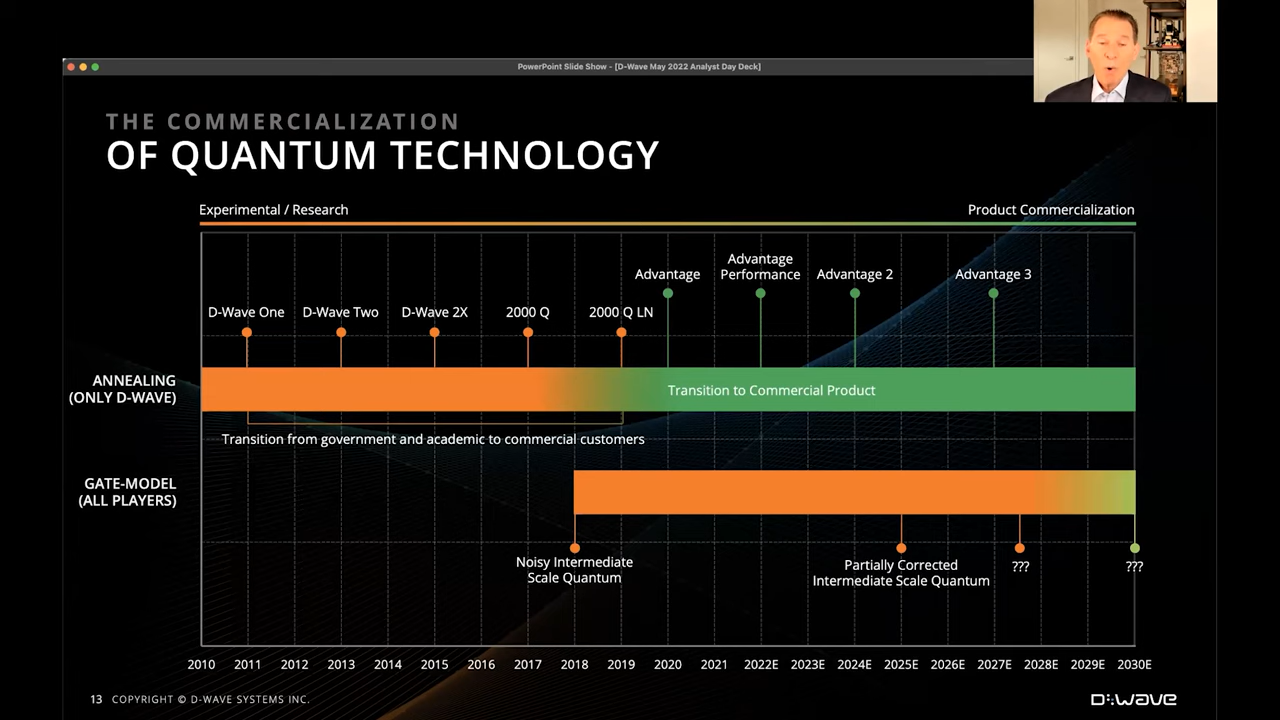 PowerPoint Slide Show - [D-Wave May 2022 Analyst Day Deck]
THE COMMERCIALIZATION
OF QUANTUM TECHNOLOGY
Experimental / Research
Product Commercialization
D-Wave One
D-Wave Two
D-Wave 2X
2000 Q
2000 Q LN
Advantage
Advantage
Performance
Advantage 2
Advantage 3
ANNEALING
(ONLY D-WAVE)
Transition to Commercial Product
Transition from government and academic to commercial customers
GATE-MODEL
(ALL PLAYERS)
Noisy Intermediate
Scale Quantum
Partially Corrected
Intermediate Scale Quantum
???
???
2010 2011 2012 2013 2014 2015 2016 2017 2018 2019 2020 2021 2022E 2023E 2024E 2025E 2026E 2027E 2028E 2029E 2030E
13 COPYRIGHT © D-WAVE SYSTEMS INC.
D:wave